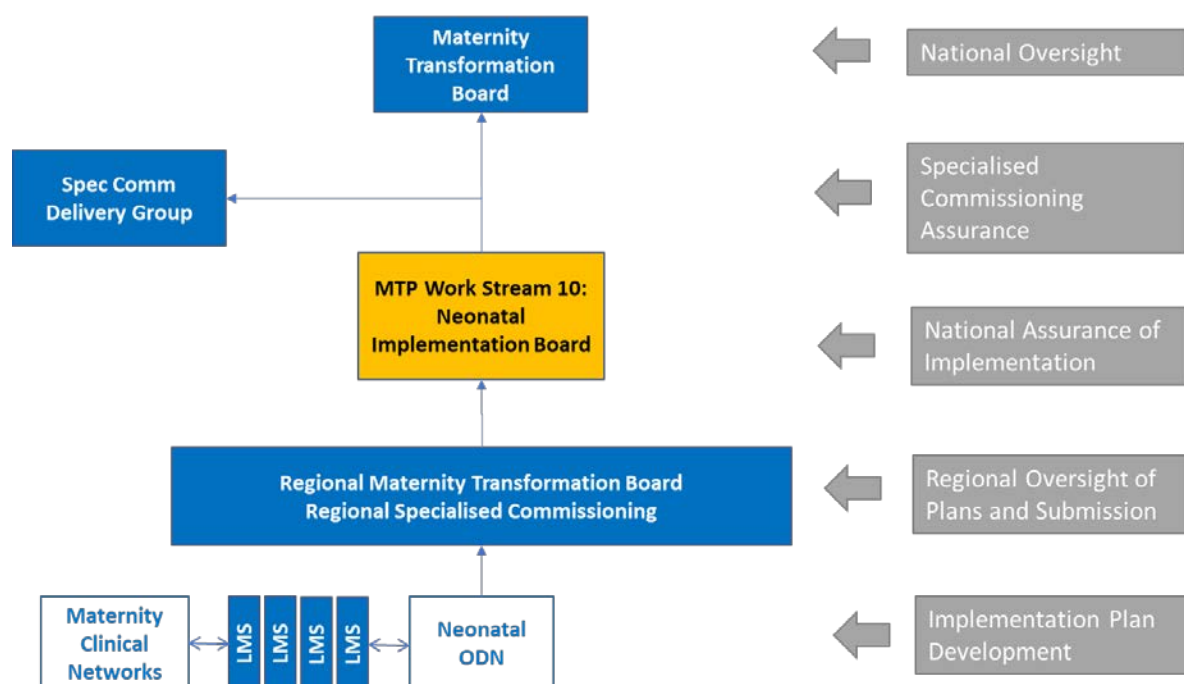 Maternity
Transformation
Board
National Oversight
Spec Comm
Delivery Group
Specialised
Commissioning
Assurance
MTP Work Stream 10:
Neonatal
Implementation Board
National Assurance of
Implementation
Regional Maternity Transformation Board
Regional Specialised Commissioning
Regional Oversight of
Plans and Submission
Maternity
Clinical
Networks
LMS
LMS
LMS
LMS
Neonatal
ODN
Implementation Plan
Development